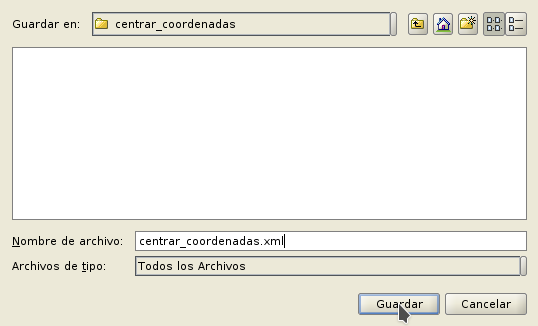 Guardar en: centrar_coordenadas
Nombre de archivo: centrar_coordenadas.xml
Archivos de tipo: Todos los Archivos
Guardar Cancelar